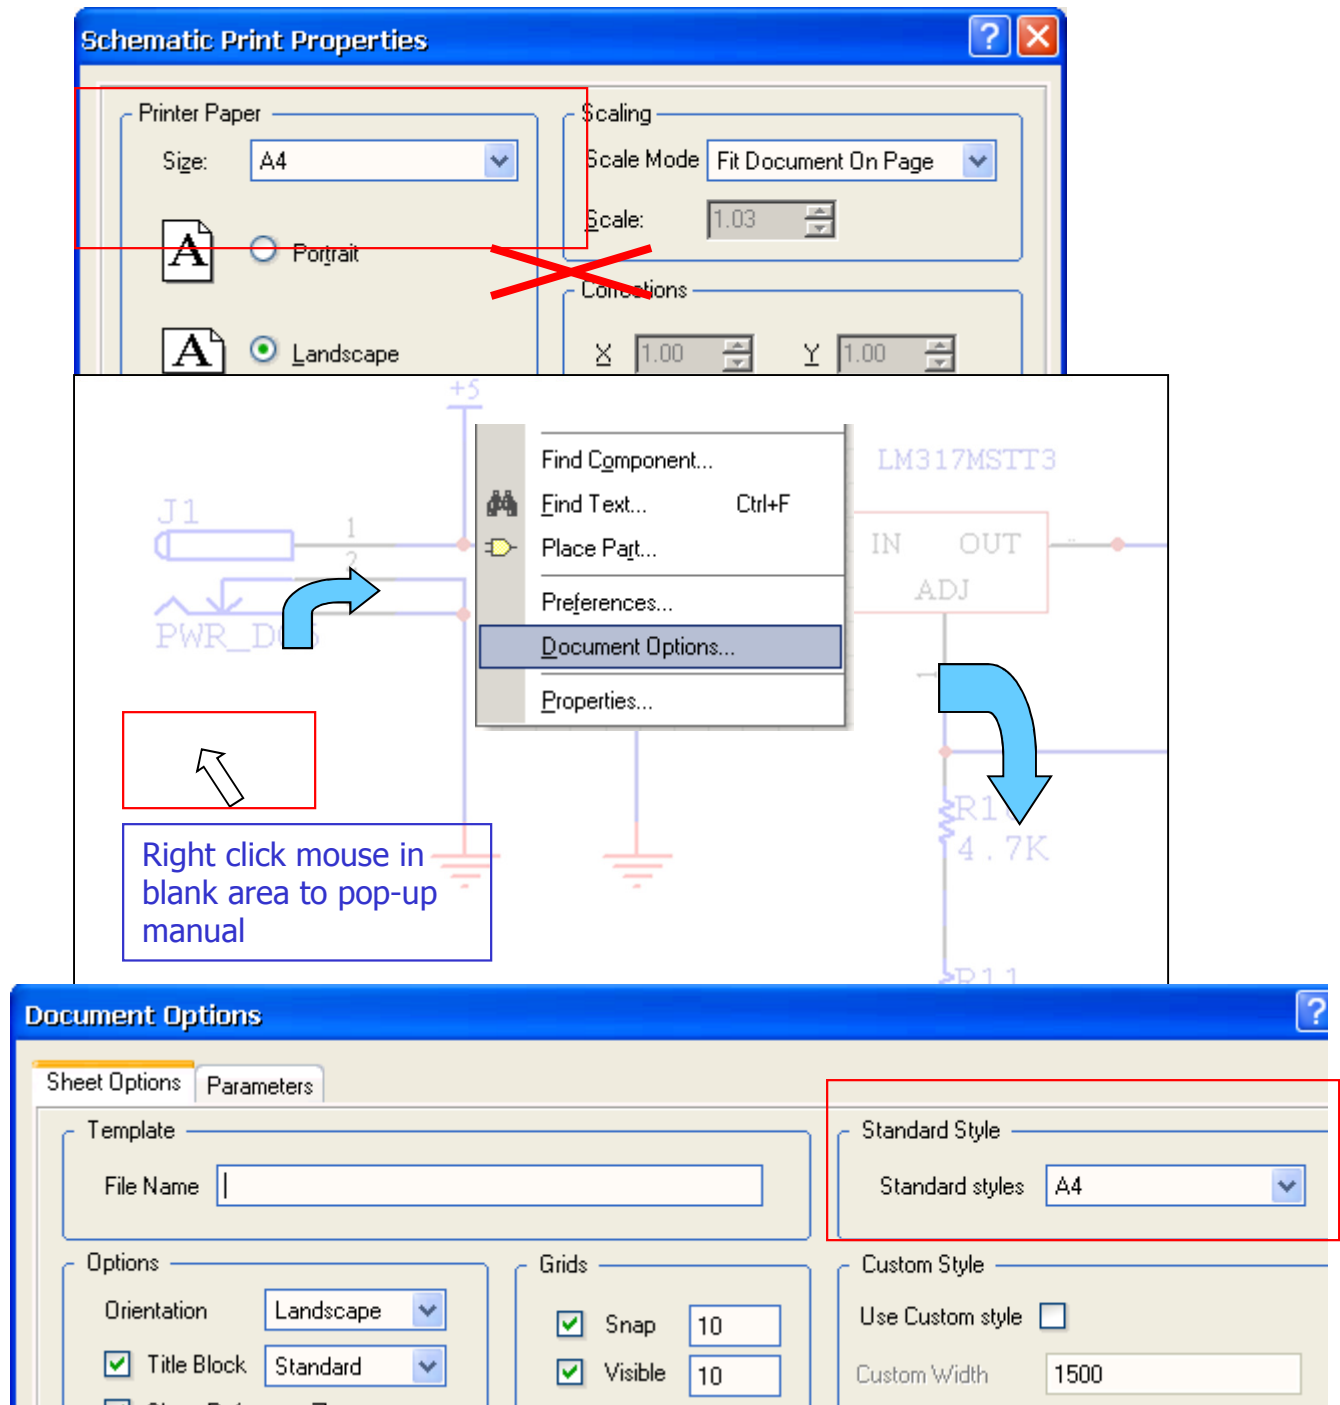 Schematic Print Properties
Printer Paper
Scaling
Size: A4
Scale Mode Fit Document On Page
Scale: 1.03
A Portrait
Corrections
A Landscape
X 1.00 Y 1.00
+5
Find Component...
LM317MSTT3
Find Text... Ctrl+F
J1
1
Place Part...
IN OUT
2
ADJ
Preferences...
PWR_DC5
Document Options...
1
Properties...
4.7K
Right click mouse in
blank area to pop-up
manual
R11
Document Options
Sheet Options Parameters
Template
Standard Style
File Name
Standard styles A4
Options
Grids
Custom Style
Orientation Landscape
Snap 10
Use Custom style
Title Block Standard
Visible 10
Custom Width 1500